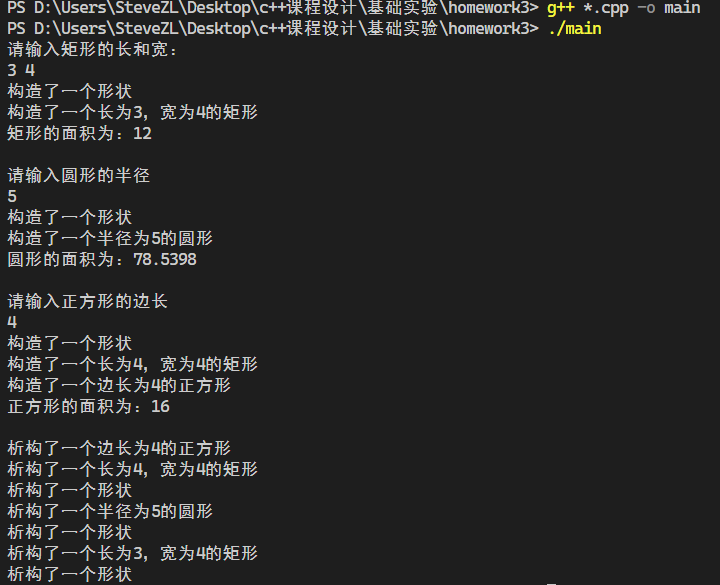 PS D:\Users\SteveZL\Desktop\c++课程设计\基础实验\homework3> g++ *.cpp -o main
PS D:\Users\SteveZL\Desktop\c++课程设计\基础实验\homework3> ./main
请输入矩形的长和宽：
3 4
构造了一个形状
构造了一个长为3，宽为4的矩形
矩形的面积为：12
请输入圆形的半径
5
构造了一个形状
构造了一个半径为5的圆形
圆形的面积为：78.5398
请输入正方形的边长
4
构造了一个形状
构造了一个长为4，宽为4的矩形
构造了一个边长为4的正方形
正方形的面积为：16
析构了一个边长为4的正方形
析构了一个长为4，宽为4的矩形
析构了一个形状
析构了一个半径为5的圆形
析构了一个形状
析构了一个长为3，宽为4的矩形
析构了一个形状